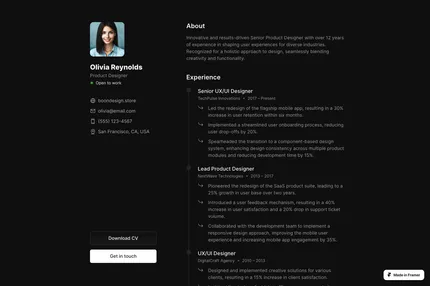 Olivia Reynolds
Product Designer
Open to work
boondesign.store
olivia@email.com
(555) 123-4567
San Francisco, CA, USA
Download CV
Get in touch
About
Innovative and results-driven Senior Product Designer with over 12 years
of experience in shaping user experiences for diverse industries.
Recognized for a holistic approach to design, seamlessly blending
creativity and functionality.
Experience
Senior UX/UI Designer
TechPulse Innovations • 2017 – Present
Led the redesign of the flagship mobile app, resulting in a 30%
increase in user retention within six months.
Implemented a streamlined user onboarding process, reducing
user drop-offs by 20%.
Spearheaded the transition to a component-based design
system, enhancing design consistency across multiple product
modules and reducing development time by 15%.
Lead Product Designer
NorthWave Technologies • 2013 – 2017
Pioneered the redesign of the SaaS product suite, leading to a
25% growth in user base over two years.
Introduced a user feedback mechanism, resulting in a 40%
increase in user satisfaction and a 20% drop in support ticket
volume.
Collaborated with the development team to implement a
responsive design approach, improving the mobile user
experience and increasing mobile app engagement by 35%.
UX/UI Designer
DigitalCraft Agency • 2010 – 2013
Designed and implemented creative solutions for various
clients, resulting in a 15% increase in client satisfaction.
Made in Framer